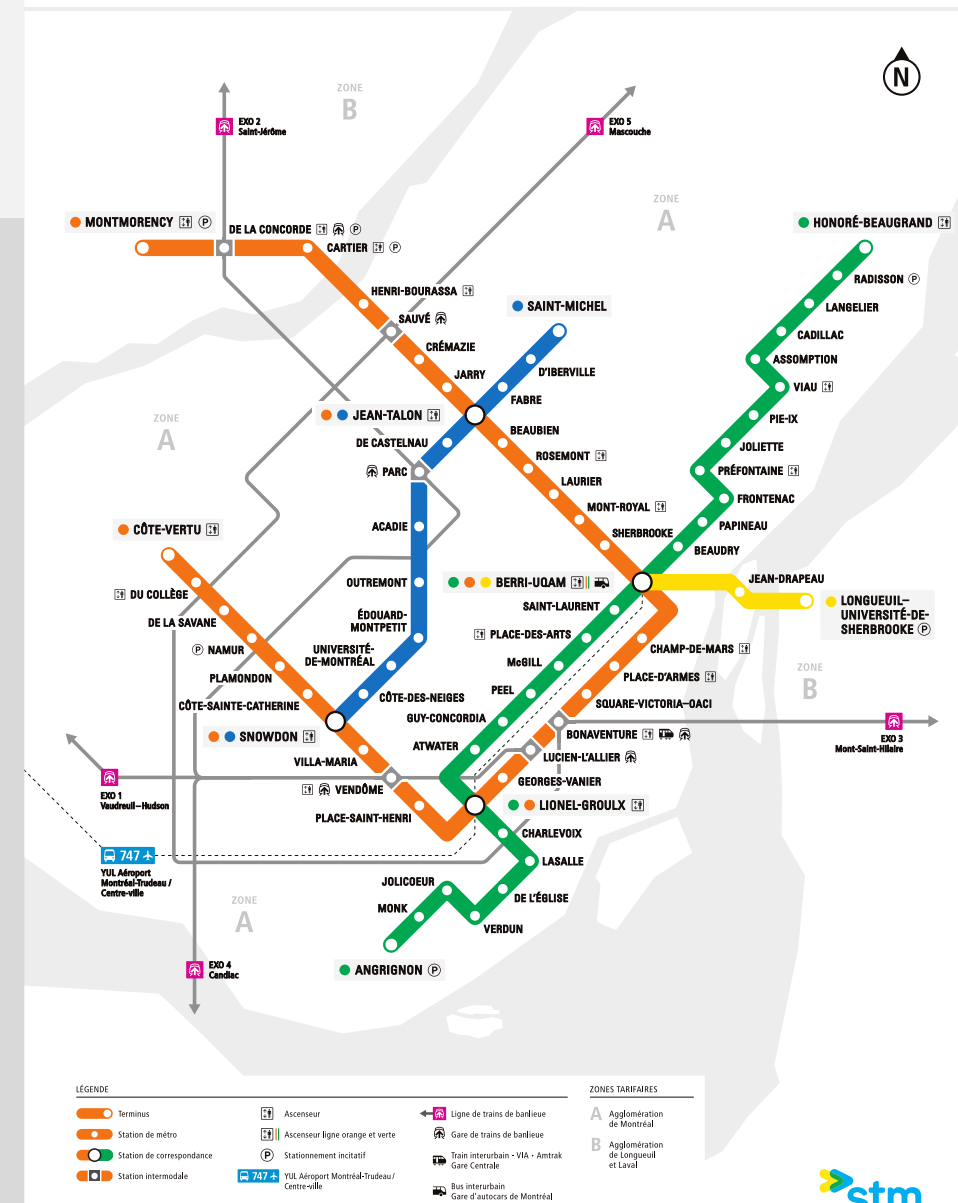 N
ZONE
B
EXO 2
Saint-Jérôme
EXO 5
Mascouche
ZONE
A
MONTMORENCY P
DE LA CONCORDE P
CARTIER P
HONORÉ-BEAUGRAND
RADISSON P
HENRI-BOURASSA
LANGELIER
SAINT-MICHEL
SAUVÉ
CADILLAC
CRÉMAZIE
ASSOMPTION
D'IBERVILLE
JARRY
VIAU
FABRE
JEAN-TALON
ZONE
A
PIE-IX
BEAUBIEN
DE CASTELNAU
JOLIETTE
ROSEMONT
PARC
PRÉFONTAINE
LAURIER
FRONTENAC
MONT-ROYAL
ACADIE
PAPINEAU
CÔTE-VERTU
SHERBROOKE
BEAUDRY
OUTREMONT
BERRI-UQAM
JEAN-DRAPEAU
DU COLLÈGE
SAINT-LAURENT
LONGUEUIL–
UNIVERSITÉ-DE-
SHERBROOKE P
DE LA SAVANE
ÉDOUARD-
MONTPETIT
PLACE-DES-ARTS
P NAMUR
UNIVERSITÉ-
DE-MONTRÉAL
CHAMP-DE-MARS
McGILL
ZONE
B
PLAMONDON
PLACE-D'ARMES
PEEL
CÔTE-SAINTE-CATHERINE
CÔTE-DES-NEIGES
SQUARE-VICTORIA–OACI
GUY-CONCORDIA
SNOWDON
BONAVENTURE
EXO 3
Mont-Saint-Hilaire
ATWATER
VILLA-MARIA
LUCIEN-L'ALLIER
EXO 1
Vaudreuil–Hudson
VENDÔME
GEORGES-VANIER
PLACE-SAINT-HENRI
LIONEL-GROULX
CHARLEVOIX
747
YUL Aéroport
Montréal-Trudeau /
Centre-ville
LASALLE
JOLICOEUR
DE L'ÉGLISE
ZONE
A
MONK
VERDUN
EXO 4
Candiac
ANGRIGNON P
LÉGENDE
Terminus
Station de métro
Station de correspondance
Station intermodale
Ascenseur
Ascenseur ligne orange et verte
P Stationnement incitatif
747 YUL Aéroport Montréal-Trudeau /
Centre-ville
Ligne de trains de banlieue
Gare de trains de banlieue
Train interurbain · VIA · Amtrak
Gare Centrale
Bus interurbain
Gare d'autocars de Montréal
ZONES TARIFAIRES
A Agglomération
de Montréal
B Agglomération
de Longueuil
et Laval
stm